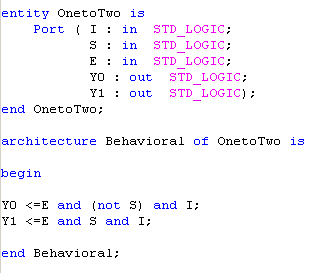 entity OnetoTwo is
Port ( I : in STD_LOGIC;
S : in STD_LOGIC;
E : in STD_LOGIC;
Y0 : out STD_LOGIC;
Y1 : out STD_LOGIC);
end OnetoTwo;
architecture Behavioral of OnetoTwo is
begin
Y0 <=E and (not S) and I;
Y1 <=E and S and I;
end Behavioral;